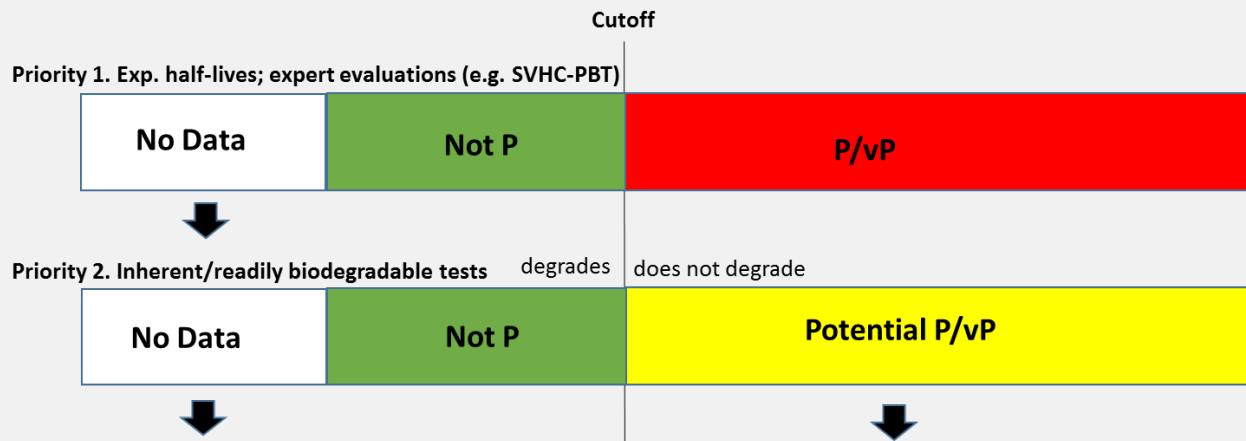 Cutoff
Priority 1. Exp. half-lives; expert evaluations (e.g. SVHC-PBT)
No Data
Not P
P/vP
Priority 2. Inherent/readily biodegradable tests
degrades
does not degrade
No Data
Not P
Potential P/vP